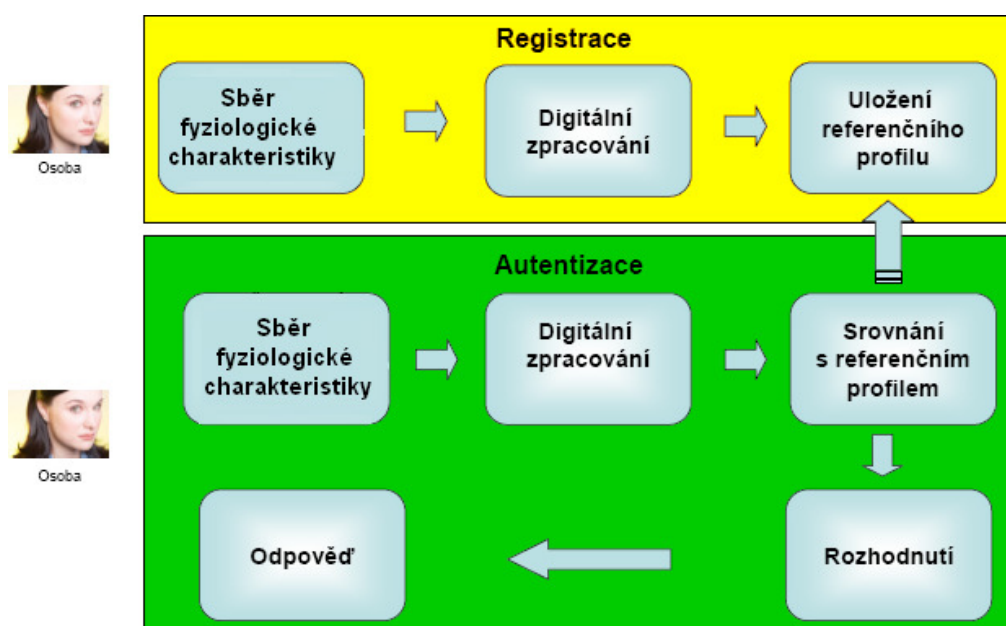 Registrace
Sběr
fyziologické
charakteristiky
Digitální
zpracování
Uložení
referenčního
profilu
Osoba
Autentizace
Sběr
fyziologické
charakteristiky
Digitální
zpracování
Srovnání
s referenčním
profilem
Osoba
Odpověď
Rozhodnutí